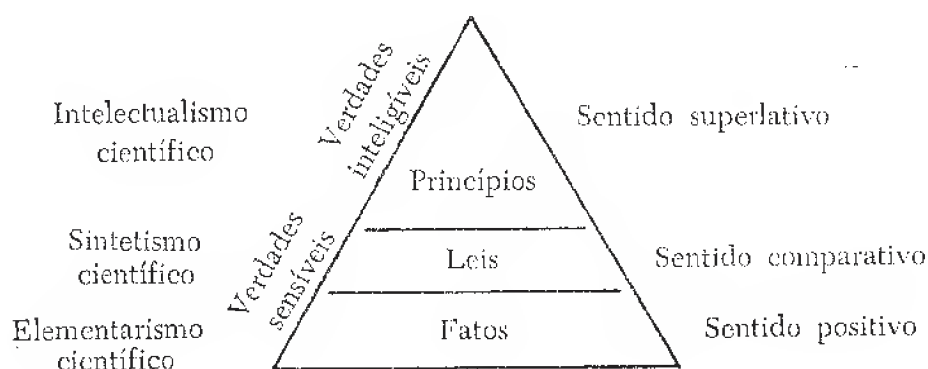 Verdades
inteligíveis
Intelectualismo
científico
Sentido superlativo
Princípios
Verdades
sensíveis
Sintetismo
científico
Leis
Sentido comparativo
Elementarismo
científico
Fatos
Sentido positivo